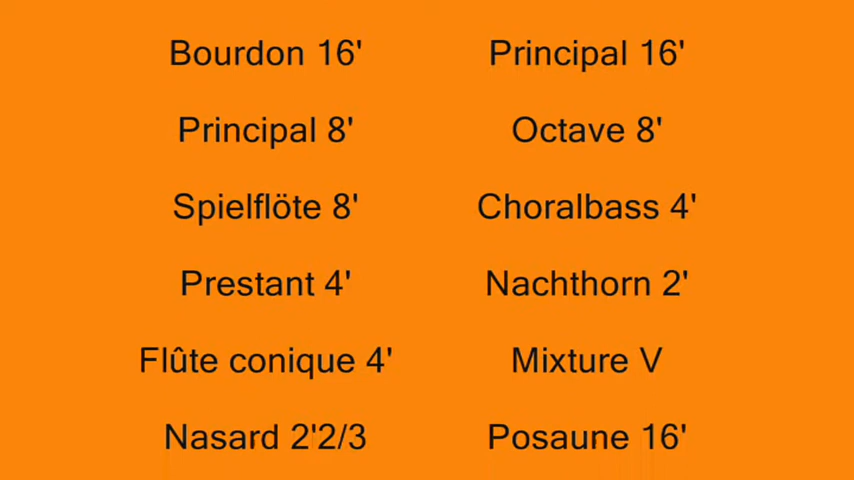 Bourdon 16'
Principal 8'
Spielflöte 8'
Prestant 4'
Flûte conique 4'
Nasard 2'2/3
Principal 16'
Octave 8'
Choralbass 4'
Nachthorn 2'
Mixture V
Posaune 16'